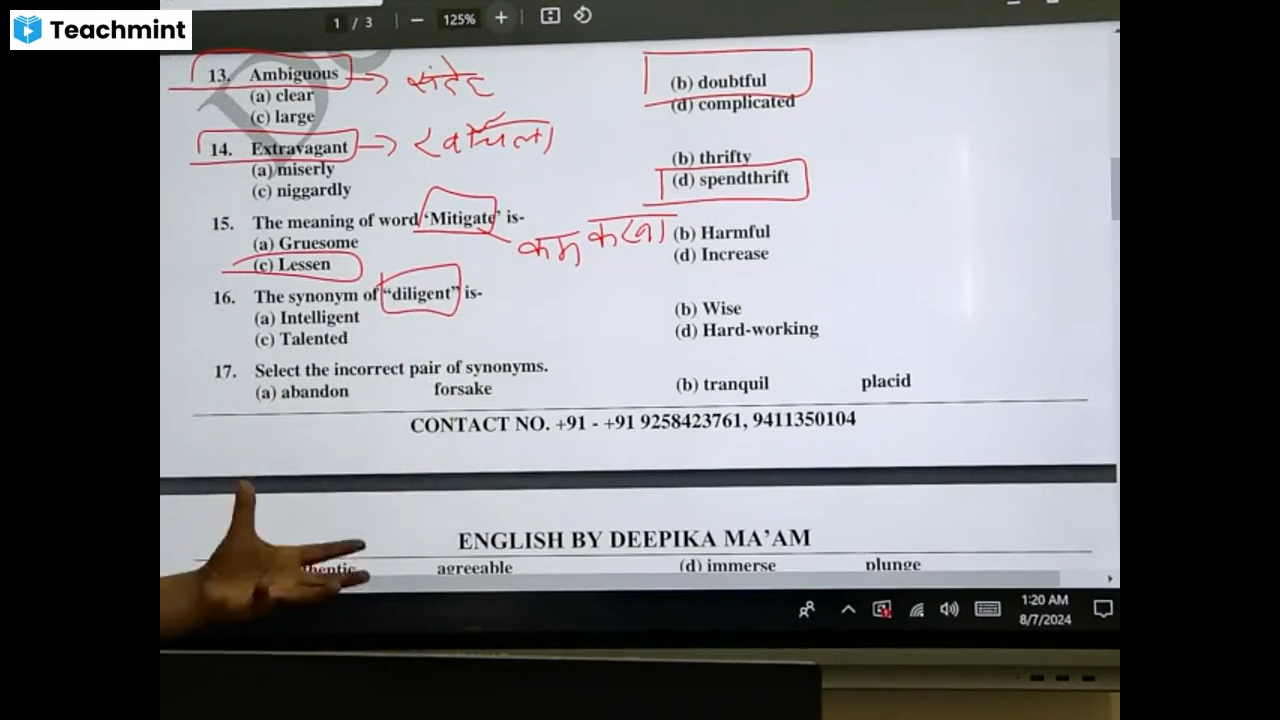 Teachmint
1 / 3 | − 125% +
13. Ambiguous → संदेह
(a) clear (b) doubtful
(c) large (d) complicated
14. Extravagant → खर्चीला
(a) miserly (b) thrifty
(c) niggardly (d) spendthrift
15. The meaning of word 'Mitigate' is- कम करना
(a) Gruesome (b) Harmful
(c) Lessen (d) Increase
16. The synonym of "diligent" is-
(a) Intelligent (b) Wise
(c) Talented (d) Hard-working
17. Select the incorrect pair of synonyms.
(a) abandon forsake (b) tranquil placid
CONTACT NO. +91 - +91 9258423761, 9411350104
ENGLISH BY DEEPIKA MA'AM
agreeable (d) immerse plunge
1:20 AM
8/7/2024